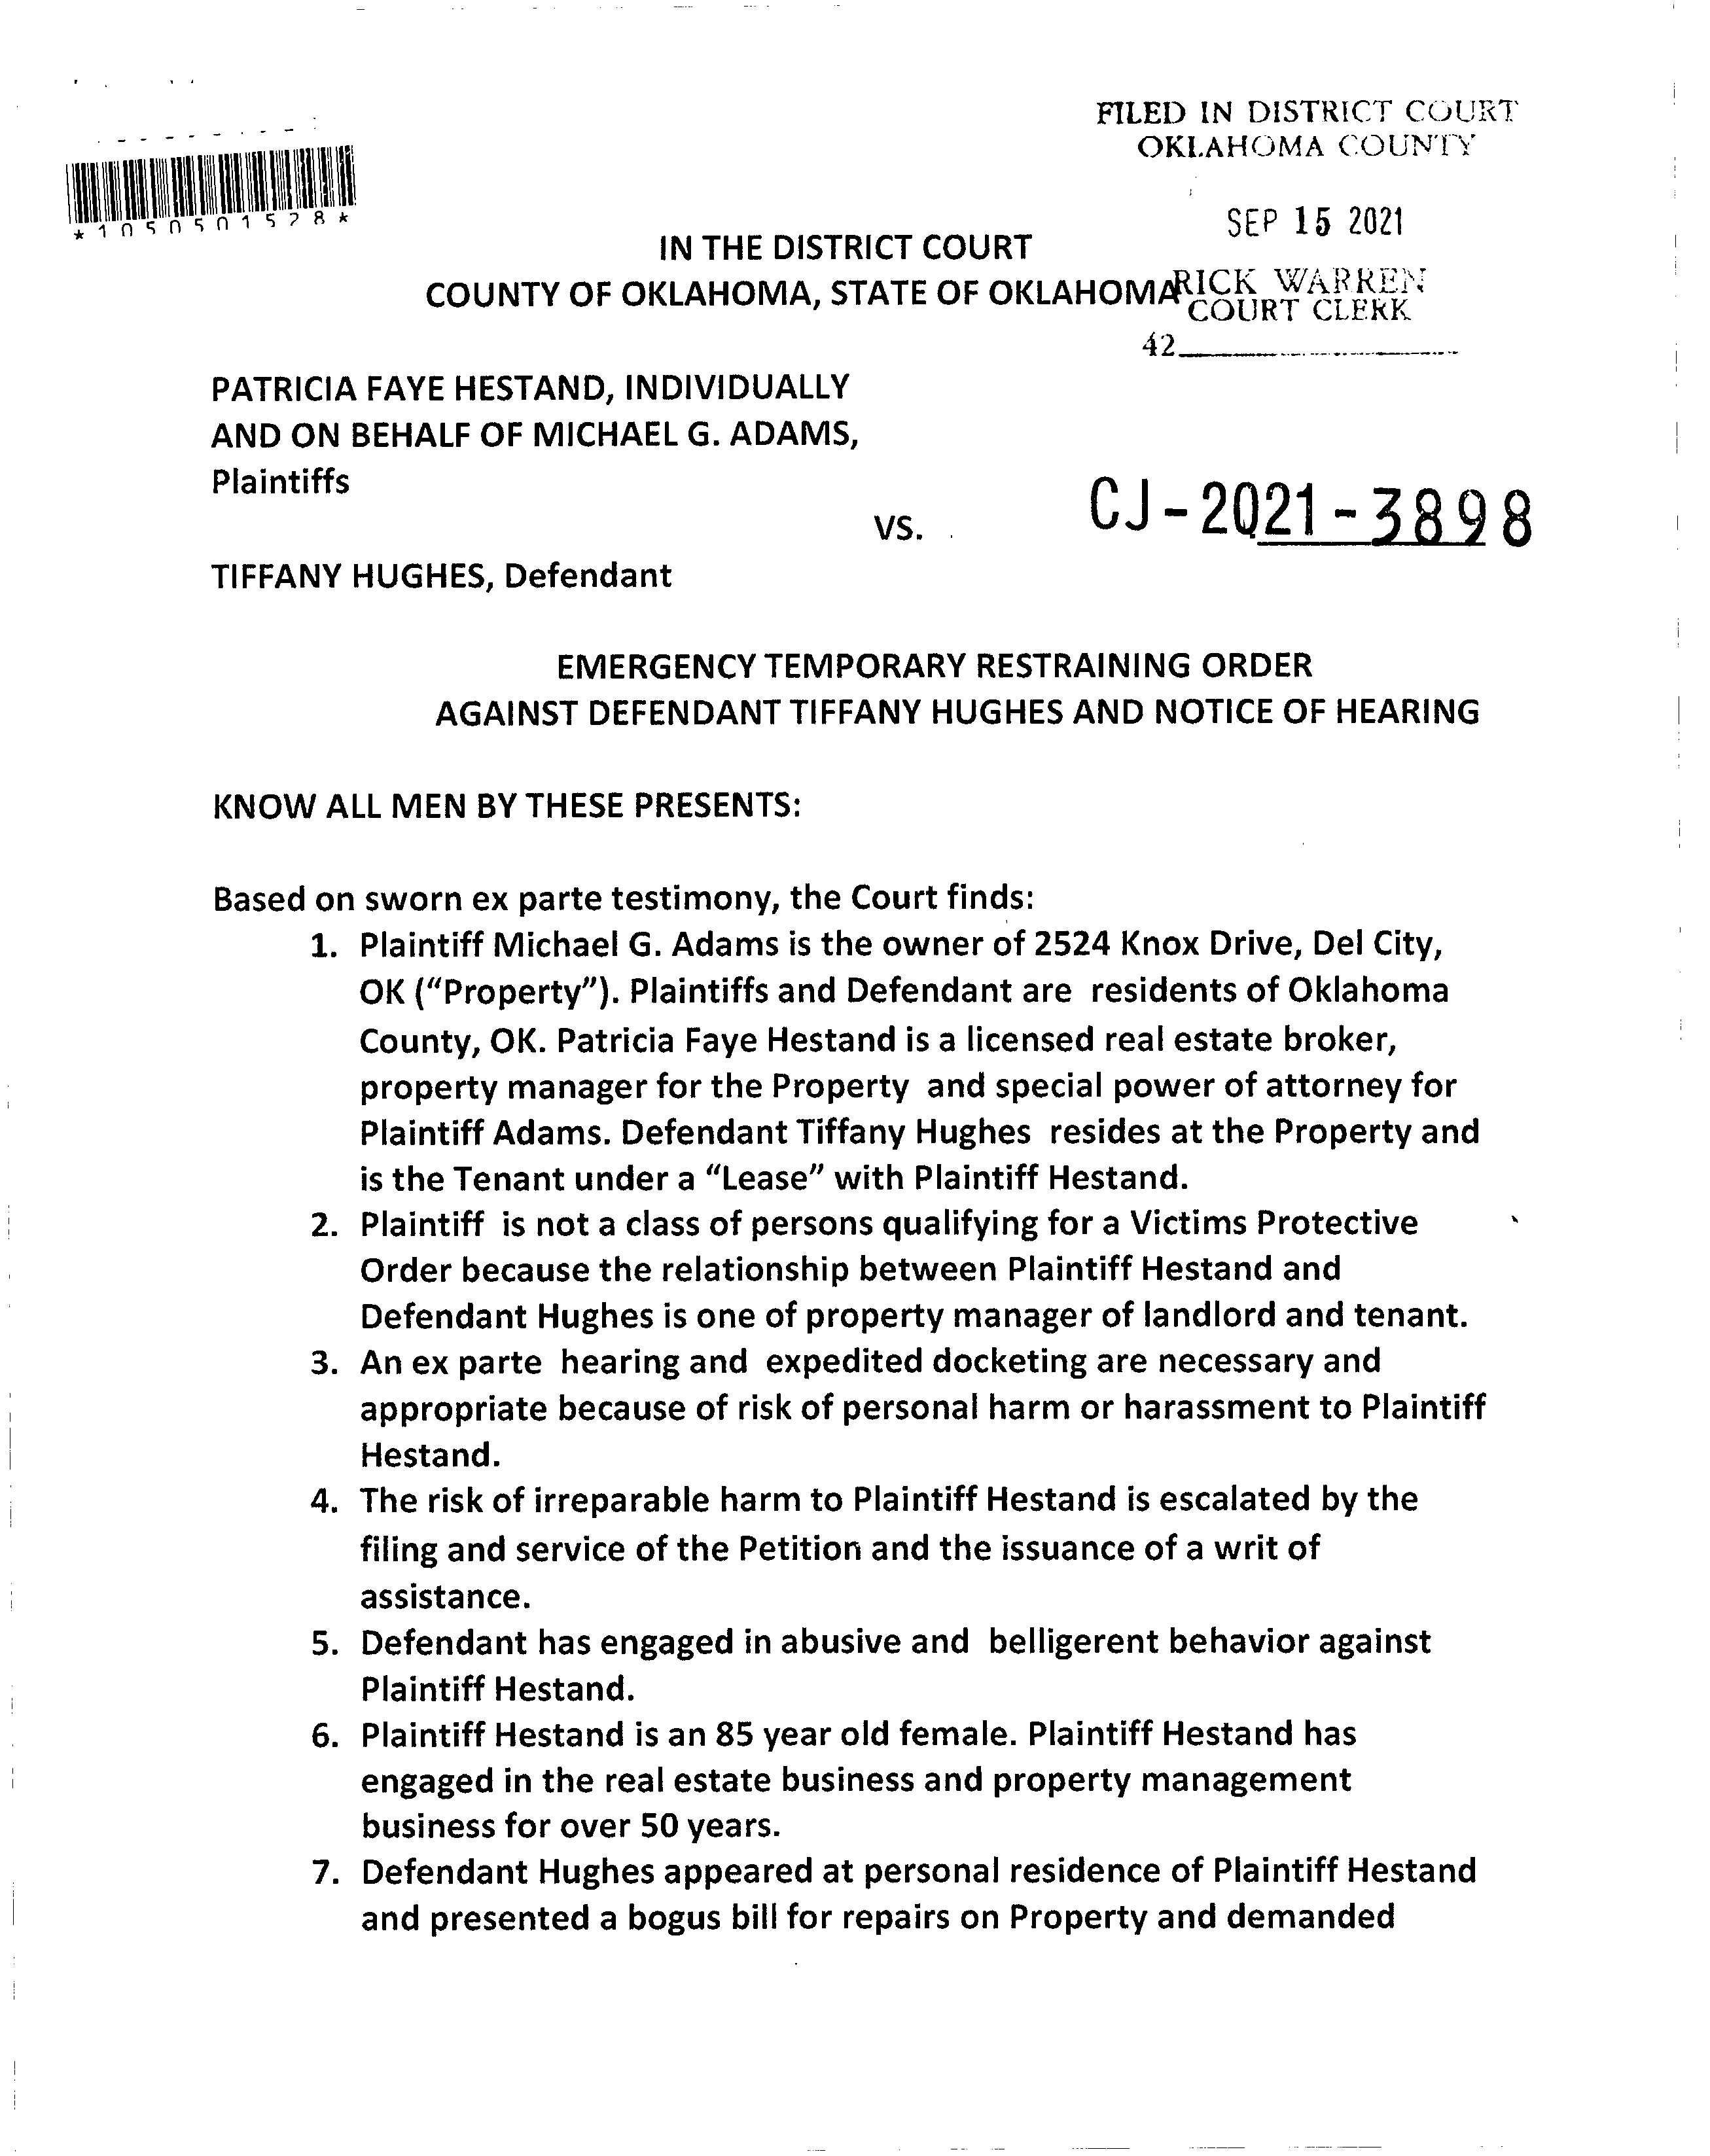 FILED IN DISTRICT COURT
OKLAHOMA COUNTY
*1050501528*
SEP 15 2021
IN THE DISTRICT COURT
COUNTY OF OKLAHOMA, STATE OF OKLAHOMA
RICK WARREN
COURT CLERK
42
PATRICIA FAYE HESTAND, INDIVIDUALLY
AND ON BEHALF OF MICHAEL G. ADAMS,
Plaintiffs
VS.
CJ-2021-3898
TIFFANY HUGHES, Defendant
EMERGENCY TEMPORARY RESTRAINING ORDER
AGAINST DEFENDANT TIFFANY HUGHES AND NOTICE OF HEARING
KNOW ALL MEN BY THESE PRESENTS:
Based on sworn ex parte testimony, the Court finds:
1. Plaintiff Michael G. Adams is the owner of 2524 Knox Drive, Del City,
OK ("Property"). Plaintiffs and Defendant are residents of Oklahoma
County, OK. Patricia Faye Hestand is a licensed real estate broker,
property manager for the Property and special power of attorney for
Plaintiff Adams. Defendant Tiffany Hughes resides at the Property and
is the Tenant under a "Lease" with Plaintiff Hestand.
2. Plaintiff is not a class of persons qualifying for a Victims Protective
Order because the relationship between Plaintiff Hestand and
Defendant Hughes is one of property manager of landlord and tenant.
3. An ex parte hearing and expedited docketing are necessary and
appropriate because of risk of personal harm or harassment to Plaintiff
Hestand.
4. The risk of irreparable harm to Plaintiff Hestand is escalated by the
filing and service of the Petition and the issuance of a writ of
assistance.
5. Defendant has engaged in abusive and belligerent behavior against
Plaintiff Hestand.
6. Plaintiff Hestand is an 85 year old female. Plaintiff Hestand has
engaged in the real estate business and property management
business for over 50 years.
7. Defendant Hughes appeared at personal residence of Plaintiff Hestand
and presented a bogus bill for repairs on Property and demanded